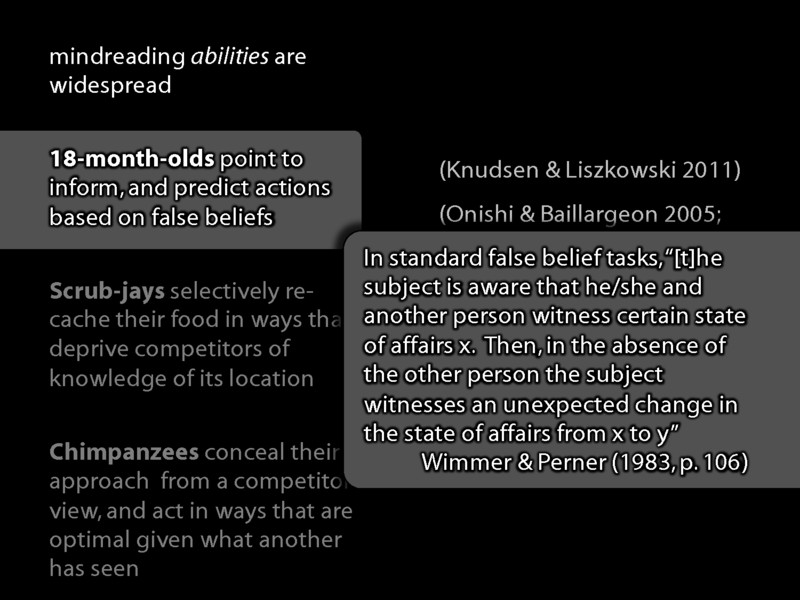 mindreading abilities are
widespread
18-month-olds point to
inform, and predict actions
based on false beliefs
(Knudsen & Liszkowski 2011)
(Onishi & Baillargeon 2005;
In standard false belief tasks, “[t]he
subject is aware that he/she and
another person witness certain state
of affairs x. Then, in the absence of
the other person the subject
witnesses an unexpected change in
the state of affairs from x to y”
Wimmer & Perner (1983, p. 106)
Scrub-jays selectively re-
cache their food in ways tha
deprive competitors of
knowledge of its location
Chimpanzees conceal their
approach from a competito
view, and act in ways that are
optimal given what another
has seen